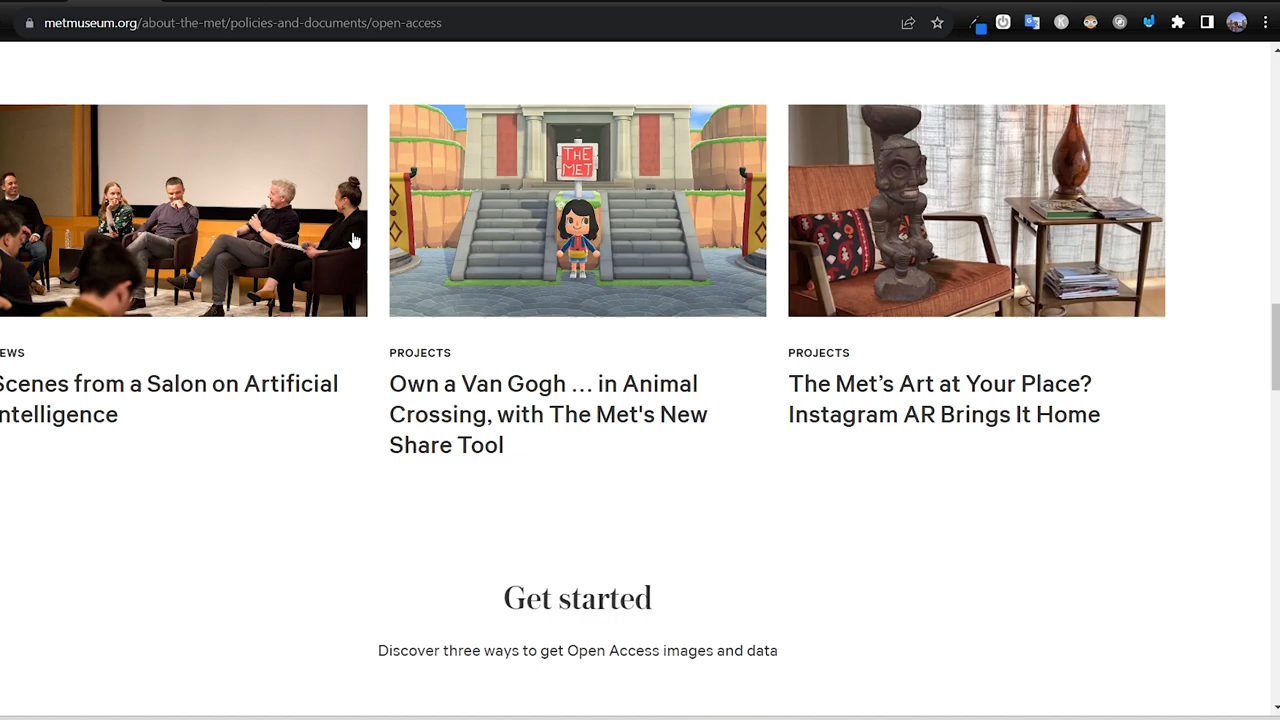 metmuseum.org/about-the-met/policies-and-documents/open-access
THE
MET
EWS
PROJECTS
PROJECTS
Scenes from a Salon on Artificial
ntelligence
Own a Van Gogh ... in Animal
Crossing, with The Met's New
Share Tool
The Met’s Art at Your Place?
Instagram AR Brings It Home
Get started
Discover three ways to get Open Access images and data